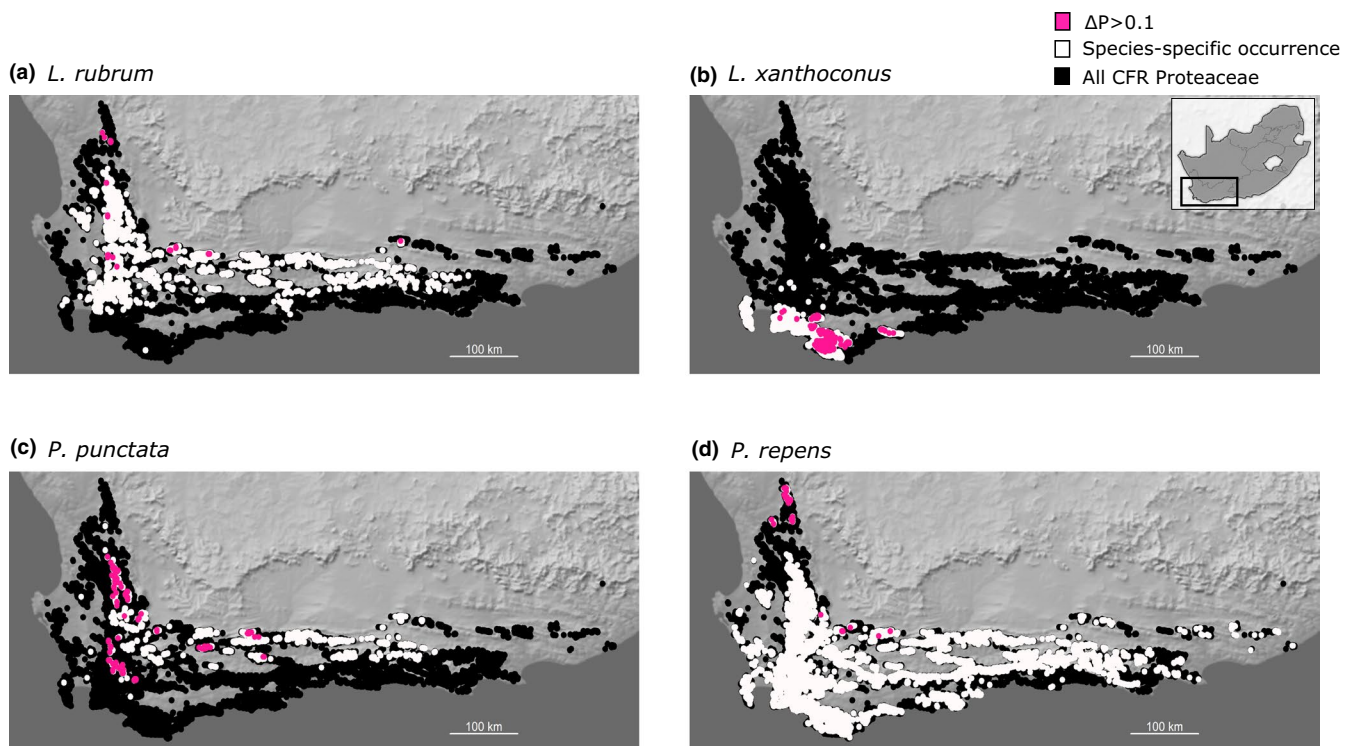 ΔP>0.1
Species-specific occurrence
All CFR Proteaceae
(a) L. rubrum
(b) L. xanthoconus
100 km
100 km
(c) P. punctata
(d) P. repens
100 km
100 km